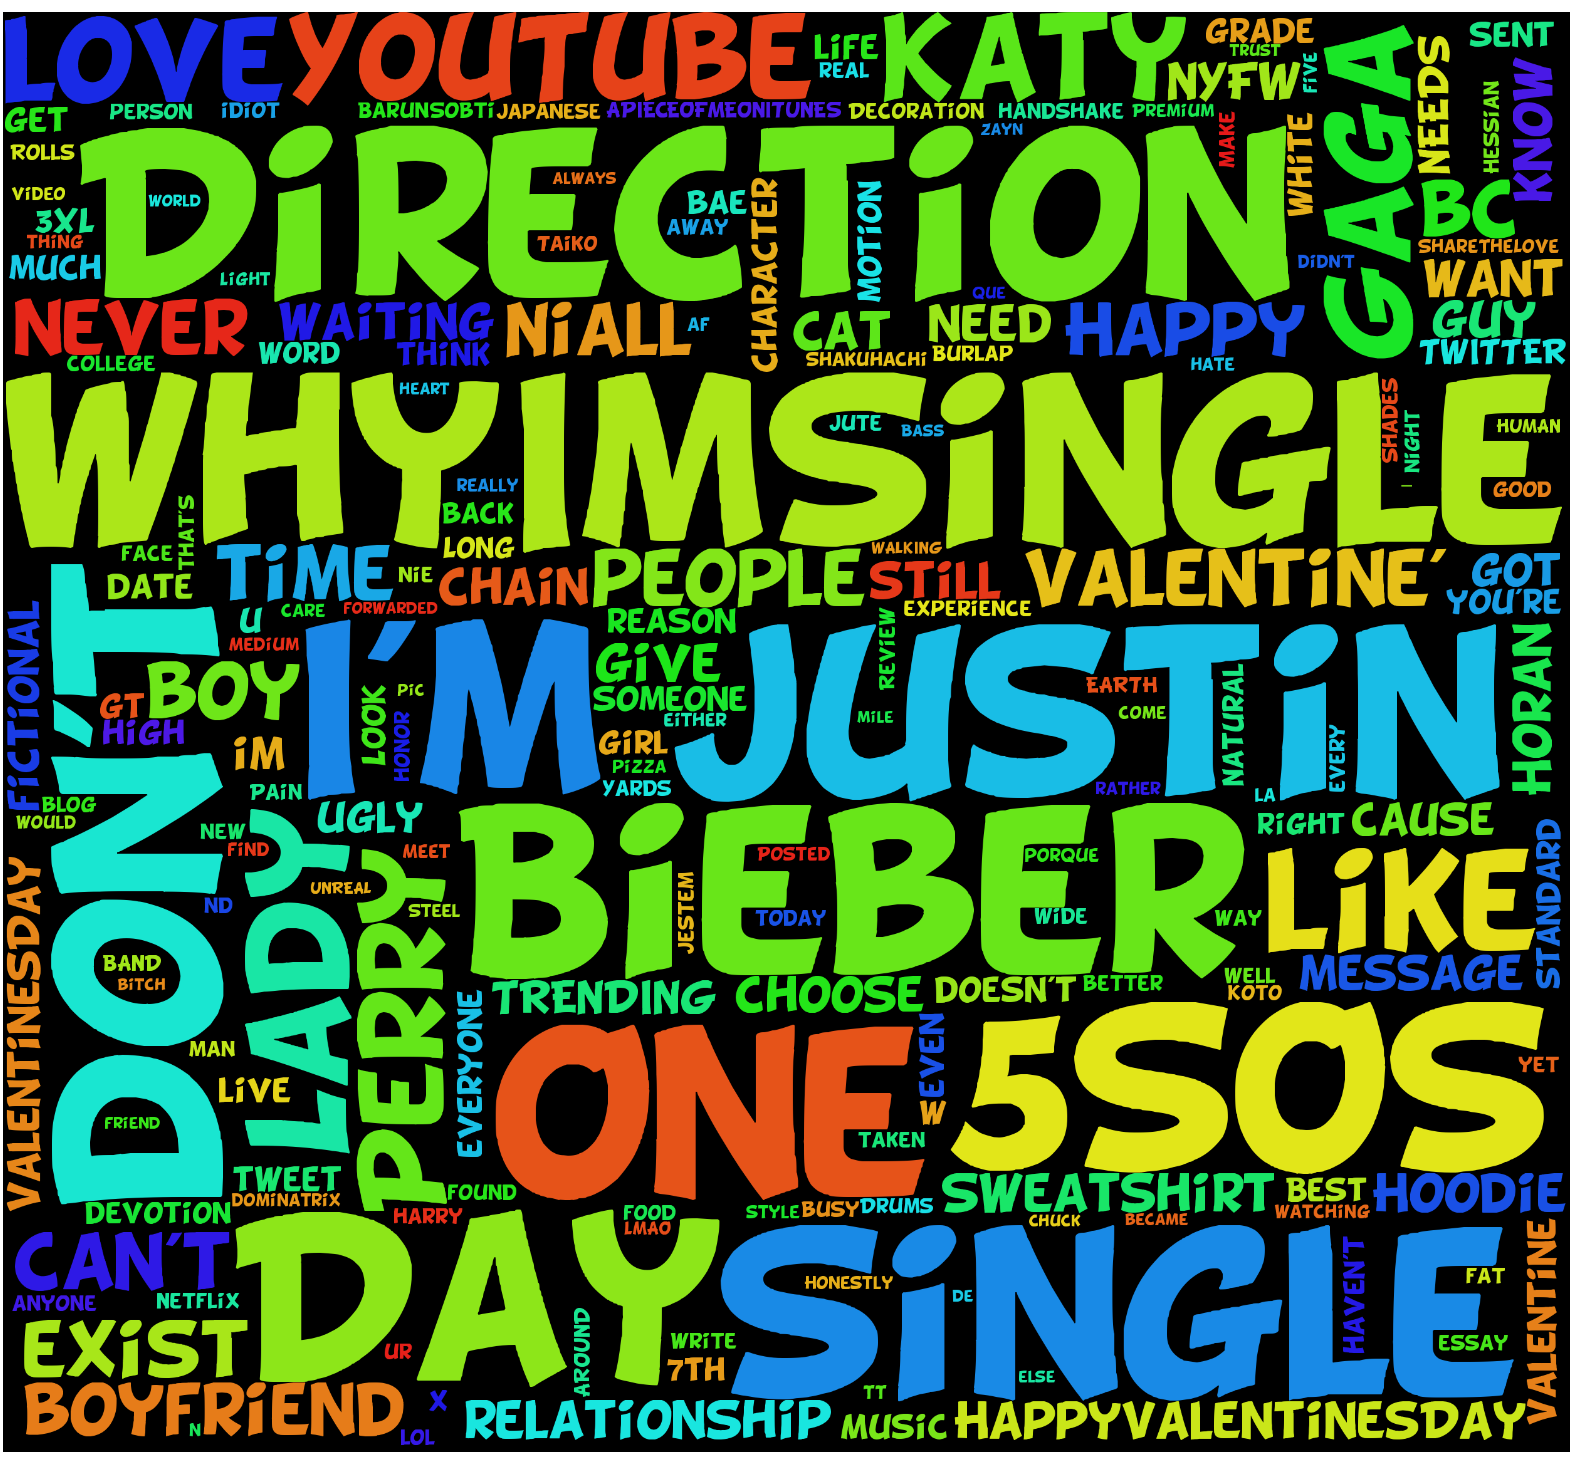 LOVE YOUTUBE LiFE KATY GRADE GAGA NEEDS SENT
REAL TRUST NYFW FiVE HESSiAN KNOW
GET PERSON iDiOT BARUNSOBTi JAPANESE APiECEOFMEONiTUNES DECORATiON HANDSHAKE PREMiUM
ROLLS DiRECTiON ZAYN MAKE WHiTE
ViDEO WORLD ALWAYS CHARACTER MOTiON BAE BC
3XL AWAY
THiNG TAiKO SHARETHELOVE
MUCH LiGHT QUE DiDN'T WANT
NEVER WAiTiNG NiALL AF CAT NEED HAPPY GUY
COLLEGE WORD THiNK SHAKUHACHi BURLAP HATE TWiTTER
WHYIMSiNGLE HEART JUTE BASS SHADES NiGHT HUMAN
REALLY GOOD
BACK THAT'S
FACE LONG WALKiNG
DATE TiME NiE CHAiN PEOPLE STiLL VALENTiNE' GOT
U CARE FORWARDED REASON EXPERiENCE YOU'RE
FiCTiONAL DON'T MEDiUM I'M JUSTiN REViEW HORAN
BOY GiVE
GT LOOK PiC SOMEONE EARTH NATURAL
HiGH HONOR EiTHER MiLE COME
iM GiRL EVERY
PiZZA
PAiN YARDS RATHER LA
BLOG UGLY BiEBER RiGHT CAUSE
WOULD NEW LADY PERRY
FiND MEET POSTED PORQUE LiKE STANDARD
VALENTiNESDAY UNREAL
ND STEEL JESTEM TODAY WiDE WAY
BAND MESSAGE
BiTCH TRENDiNG CHOOSE DOESN'T BETTER WELL
KOTO
MAN EVERYONE ONE EVEN 5SOS YET
LiVE W
FRiEND TAKEN
TWEET FOUND SWEATSHiRT BEST HOODiE
DEVOTiON DOMiNATRiX HARRY FOOD STYLE BUSY DRUMS WATCHiNG
LMAO CHUCK BECAME
CAN'T DAY SiNGLE HAVEN'T VALENTiNE
ANYONE NETFLiX HONESTLY DE FAT
EXiST UR AROUND WRiTE ESSAY
7TH ELSE
BOYFRiEND N X TT
LOL RELATiONSHiP MUSiC HAPPYVALENTiNESDAY